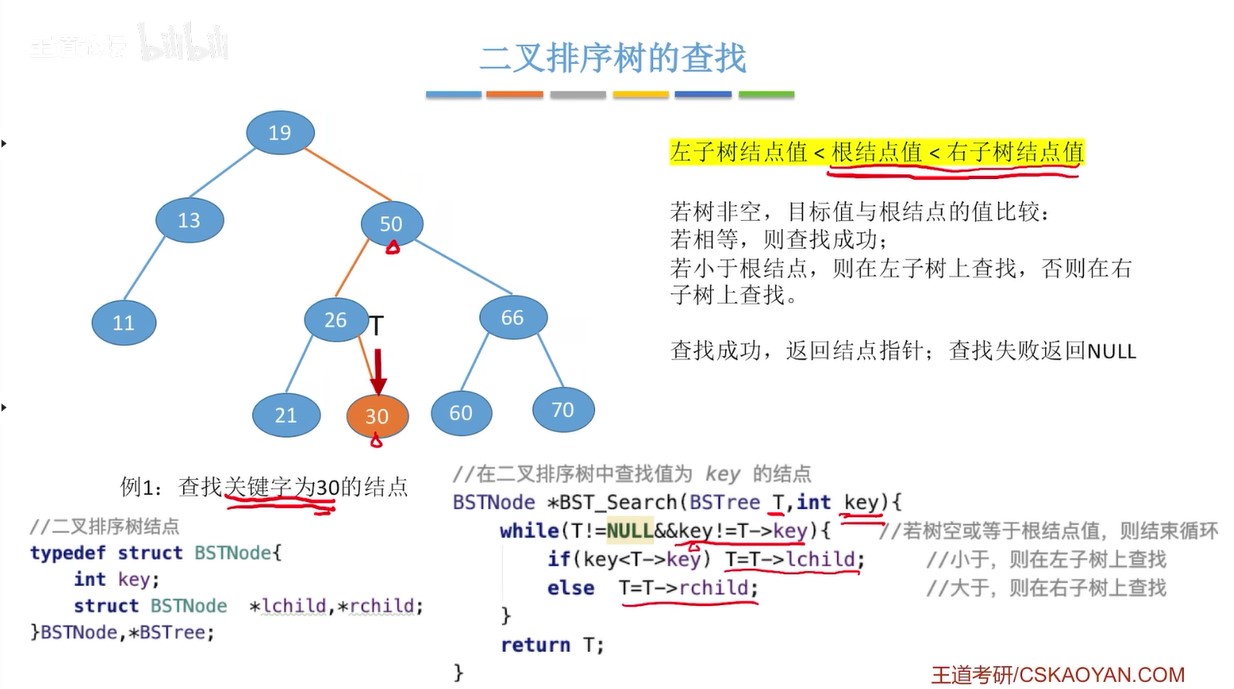 王道论坛 bilibili
二叉排序树的查找
19
13
50
11
26
T
66
21
30
60
70
左子树结点值 < 根结点值 < 右子树结点值
若树非空，目标值与根结点的值比较：
若相等，则查找成功；
若小于根结点，则在左子树上查找，否则在右
子树上查找。
查找成功，返回结点指针；查找失败返回NULL
例1：查找关键字为30的结点
//二叉排序树结点
typedef struct BSTNode{
    int key;
    struct BSTNode  *lchild,*rchild;
}BSTNode,*BSTree;
//在二叉排序树中查找值为 key 的结点
BSTNode *BST_Search(BSTree T,int key){
    while(T!=NULL&&key!=T->key){    //若树空或等于根结点值，则结束循环
        if(key<T->key) T=T->lchild;    //小于，则在左子树上查找
        else  T=T->rchild;    //大于，则在右子树上查找
    }
    return T;
}
王道考研/CSKAOYAN.COM